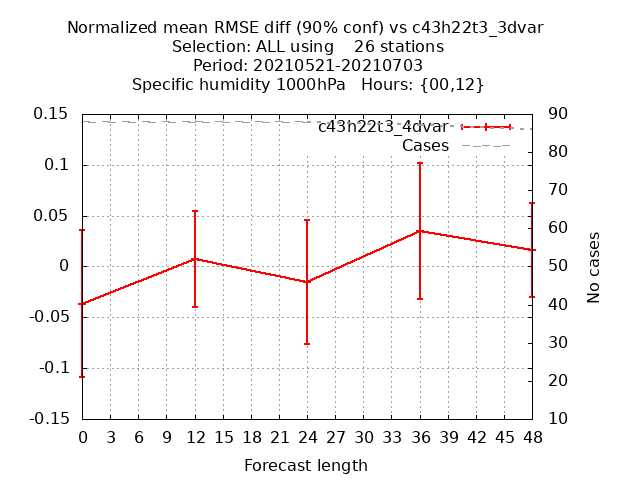 Normalized mean RMSE diff (90% conf) vs c43h22t3_3dvar
Selection: ALL using    26 stations
Period: 20210521-20210703
Specific humidity 1000hPa   Hours: {00,12}
c43h22t3_4dvar
Cases
0.15
0.1
0.05
0
-0.05
-0.1
-0.15
90
80
70
60
50
40
30
20
10
No cases
0 3 6 9 12 15 18 21 24 27 30 33 36 39 42 45 48
Forecast length